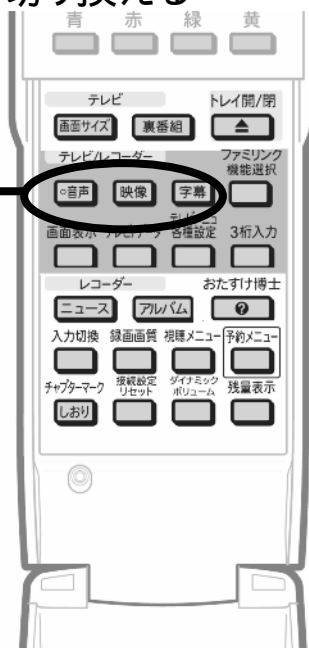 切り換える
青 赤 緑 黄
テレビ トレイ開/閉
画面サイズ 裏番組
テレビ/レコーダー ファミリンク
機能選択
音声 映像 字幕
画面表示 各種設定 3桁入力
レコーダー おたすけ博士
ニュース アルバム ?
入力切換 録画画質 視聴メニュー 予約メニュー
チャプターマーク 接続設定 ダイナミック 残量表示
リセット ボリューム
しおり